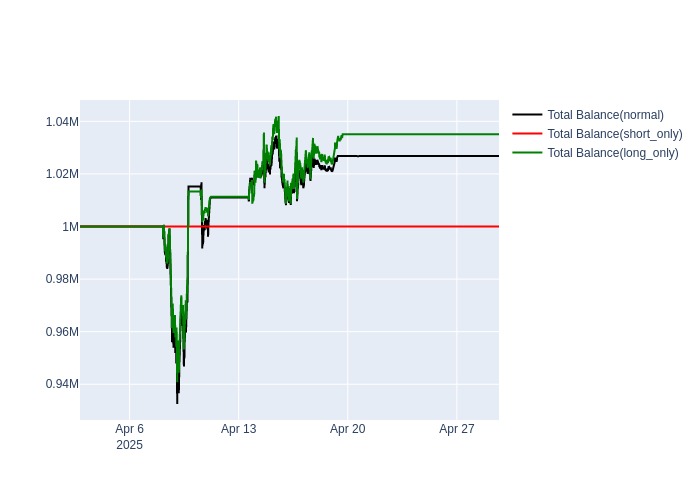 1.04M
1.02M
1M
0.98M
0.96M
0.94M
Apr 6
2025
Apr 13
Apr 20
Apr 27
Total Balance(normal)
Total Balance(short_only)
Total Balance(long_only)